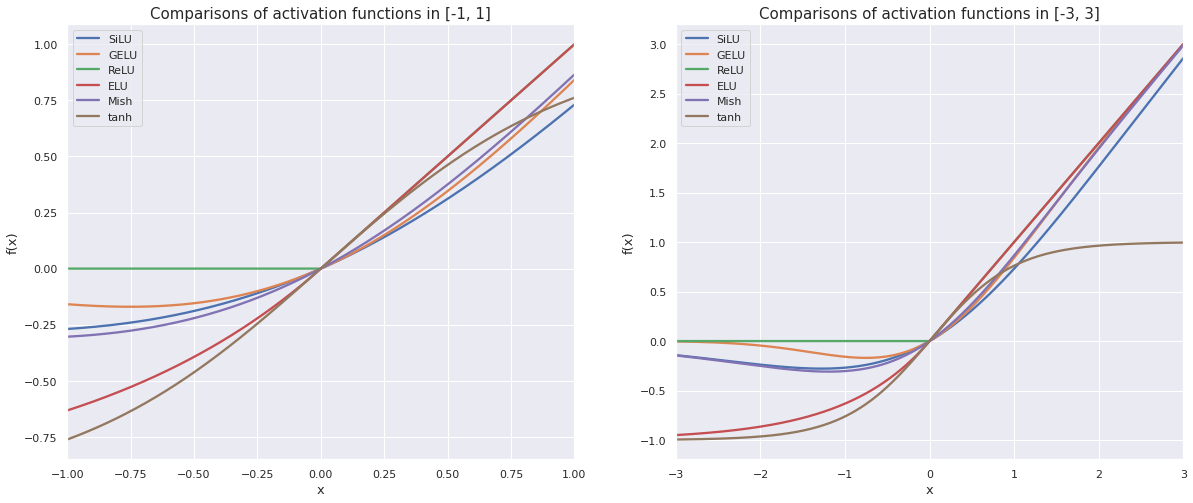 Comparisons of activation functions in [-1, 1]
SiLU
GELU
ReLU
ELU
Mish
tanh
1.00
0.75
0.50
0.25
0.00
−0.25
−0.50
−0.75
f(x)
−1.00 −0.75 −0.50 −0.25 0.00 0.25 0.50 0.75 1.00
x
Comparisons of activation functions in [-3, 3]
SiLU
GELU
ReLU
ELU
Mish
tanh
3.0
2.5
2.0
1.5
1.0
0.5
0.0
−0.5
−1.0
f(x)
−3 −2 −1 0 1 2 3
x